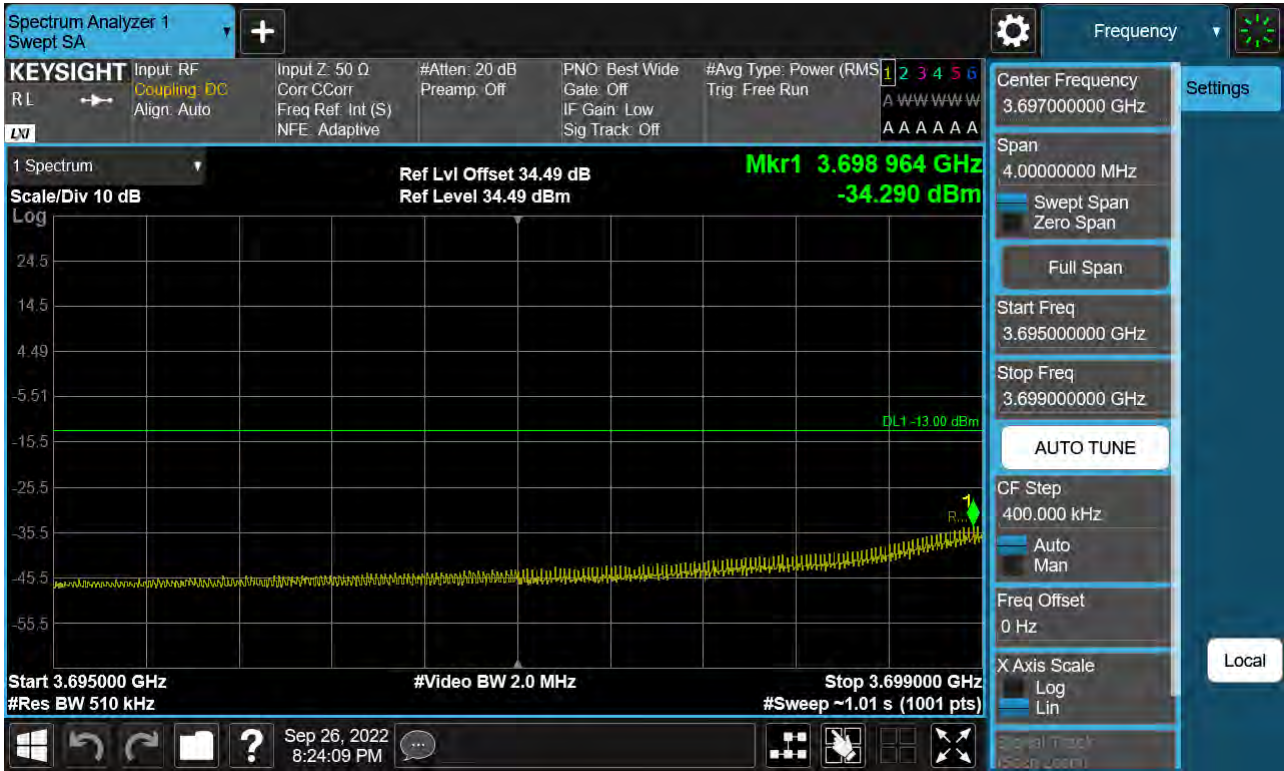 Spectrum Analyzer 1
Swept SA
+
Frequency
KEYSIGHT
RL
LXI
Input: RF
Coupling: DC
Align: Auto
Input Z: 50 Ω
Corr CCorr
Freq Ref: Int (S)
NFE: Adaptive
#Atten: 20 dB
Preamp: Off
PNO: Best Wide
Gate: Off
IF Gain: Low
Sig Track: Off
#Avg Type: Power (RMS
Trig: Free Run
1 2 3 4 5 6
A W W W W W
A A A A A A
1 Spectrum
Scale/Div 10 dB
Log
Ref Lvl Offset 34.49 dB
Ref Level 34.49 dBm
Mkr1 3.698 964 GHz
-34.290 dBm
24.5
14.5
4.49
-5.51
-15.5
-25.5
-35.5
-45.5
-55.5
DL1 -13.00 dBm
1
R...
Start 3.695000 GHz
#Res BW 510 kHz
#Video BW 2.0 MHz
Stop 3.699000 GHz
#Sweep ~1.01 s (1001 pts)
Center Frequency
3.697000000 GHz
Span
4.00000000 MHz
Swept Span
Zero Span
Full Span
Start Freq
3.695000000 GHz
Stop Freq
3.699000000 GHz
AUTO TUNE
CF Step
400.000 kHz
Auto
Man
Freq Offset
0 Hz
X Axis Scale
Log
Lin
Signal Track
(Span Zoom)
Settings
Local
?
Sep 26, 2022
8:24:09 PM